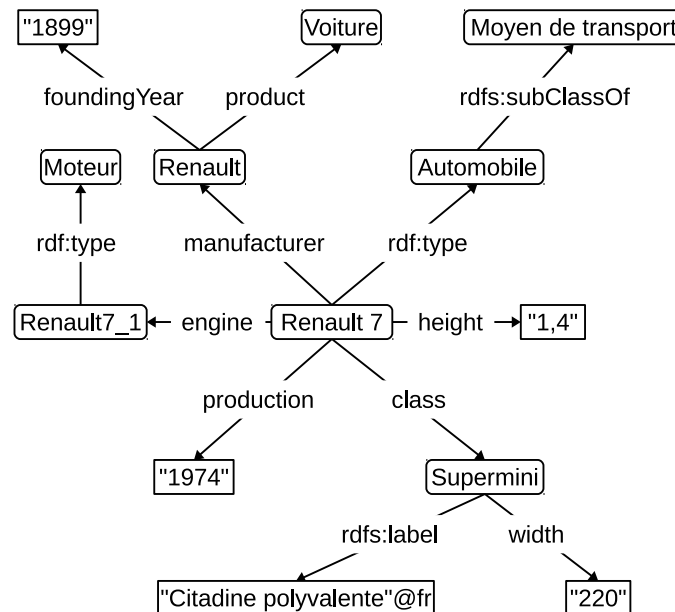 "1899" Voiture Moyen de transport
foundingYear product rdfs:subClassOf
Moteur Renault Automobile
rdf:type manufacturer rdf:type
Renault7_1 engine Renault 7 height "1,4"
production class
"1974" Supermini
rdfs:label width
"Citadine polyvalente"@fr "220"